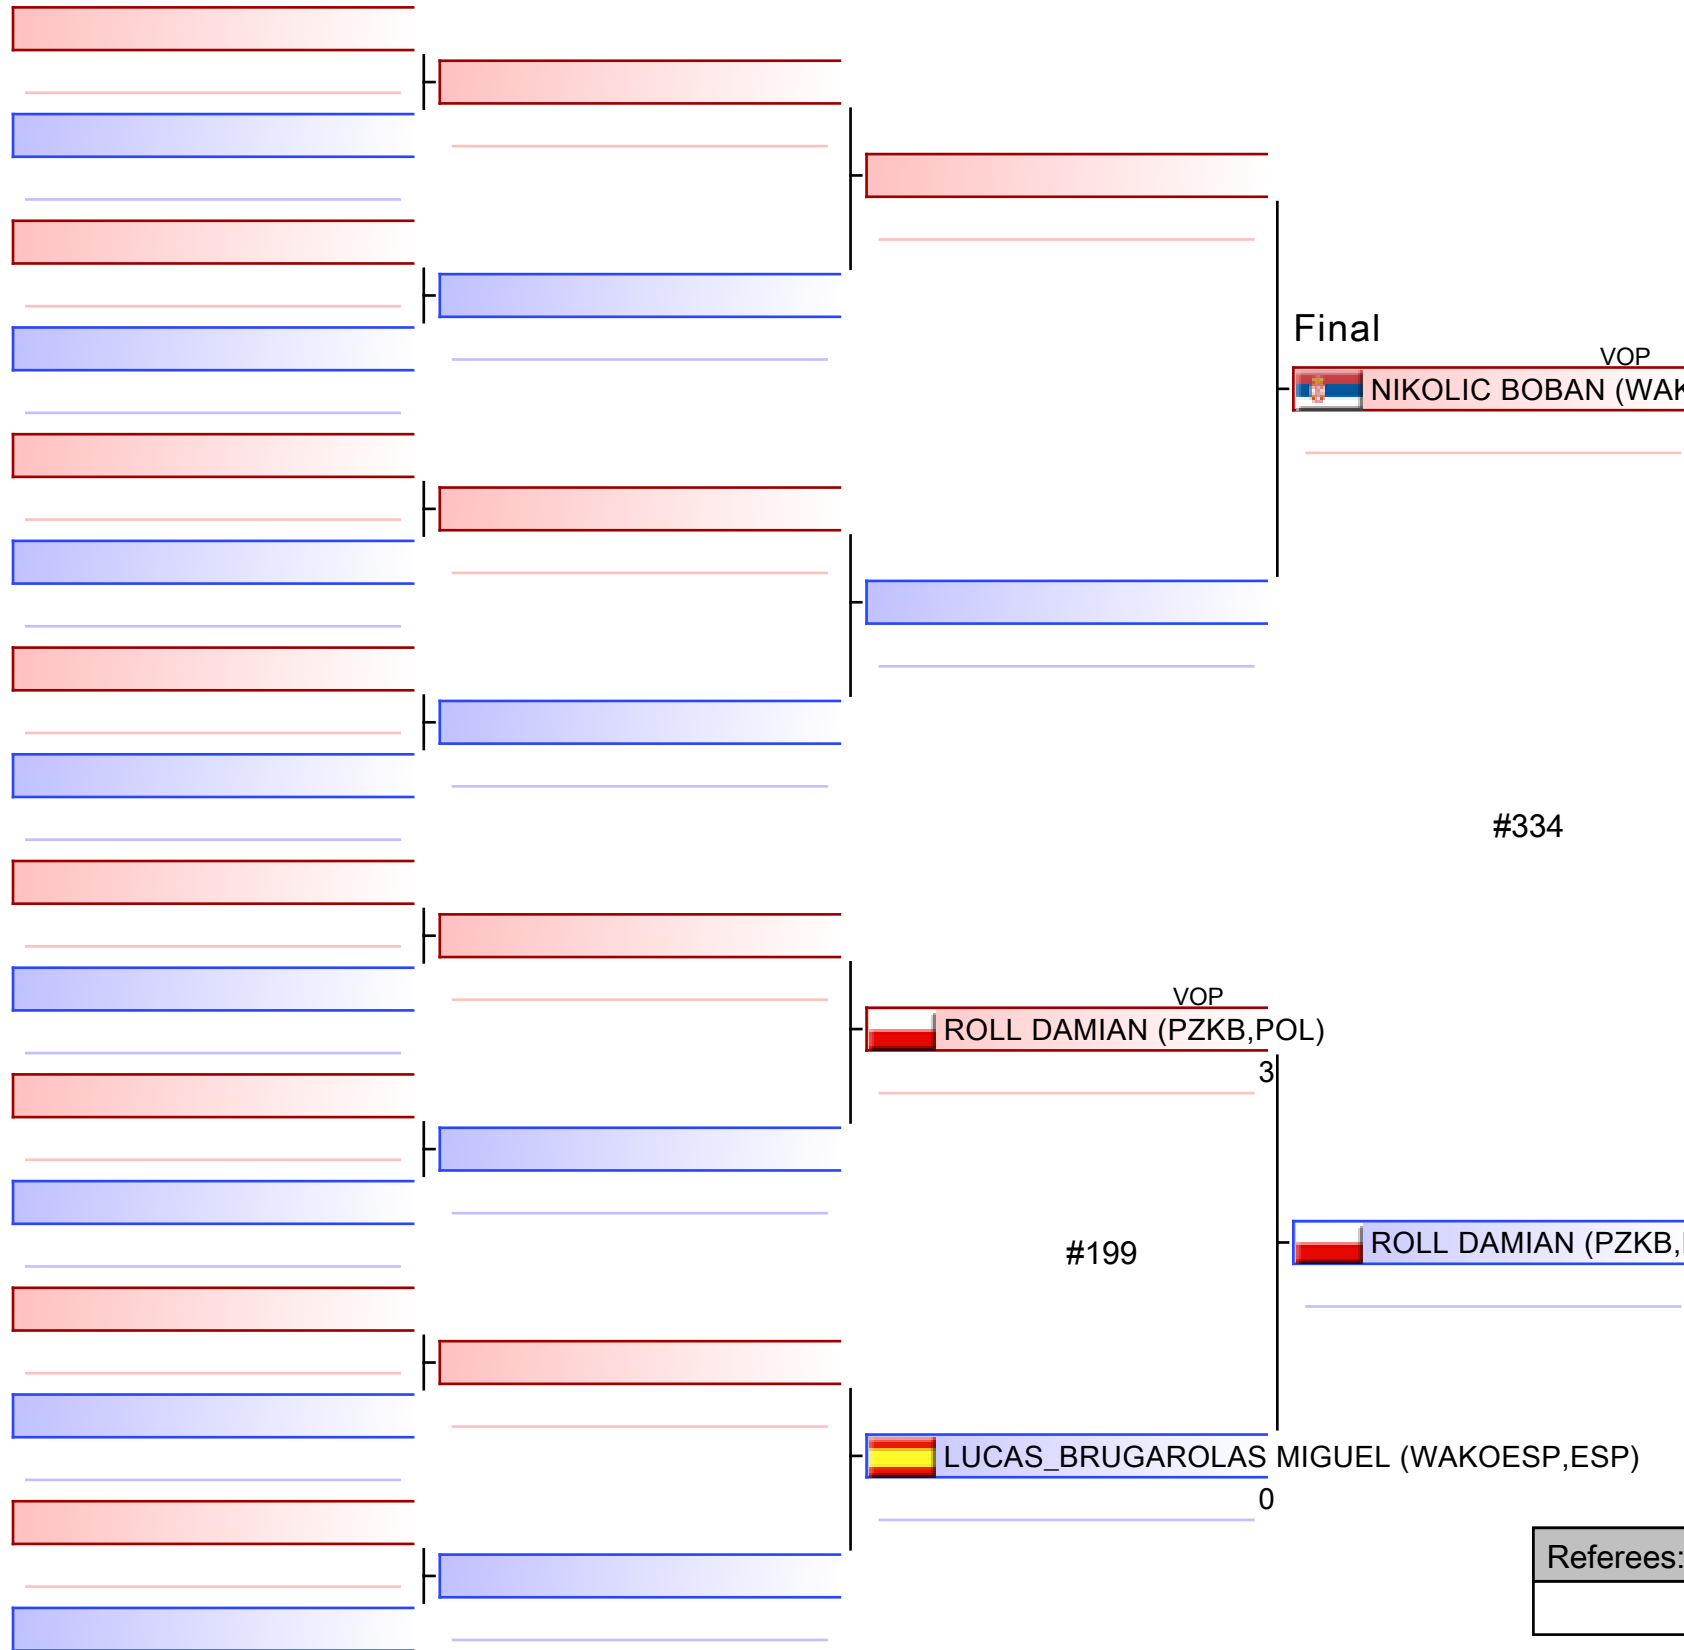 Final
VOP
NIKOLIC BOBAN (WAK
#334
VOP
ROLL DAMIAN (PZKB,POL)
3
#199
ROLL DAMIAN (PZKB,
LUCAS_BRUGAROLAS MIGUEL (WAKOESP,ESP)
0
Referees: